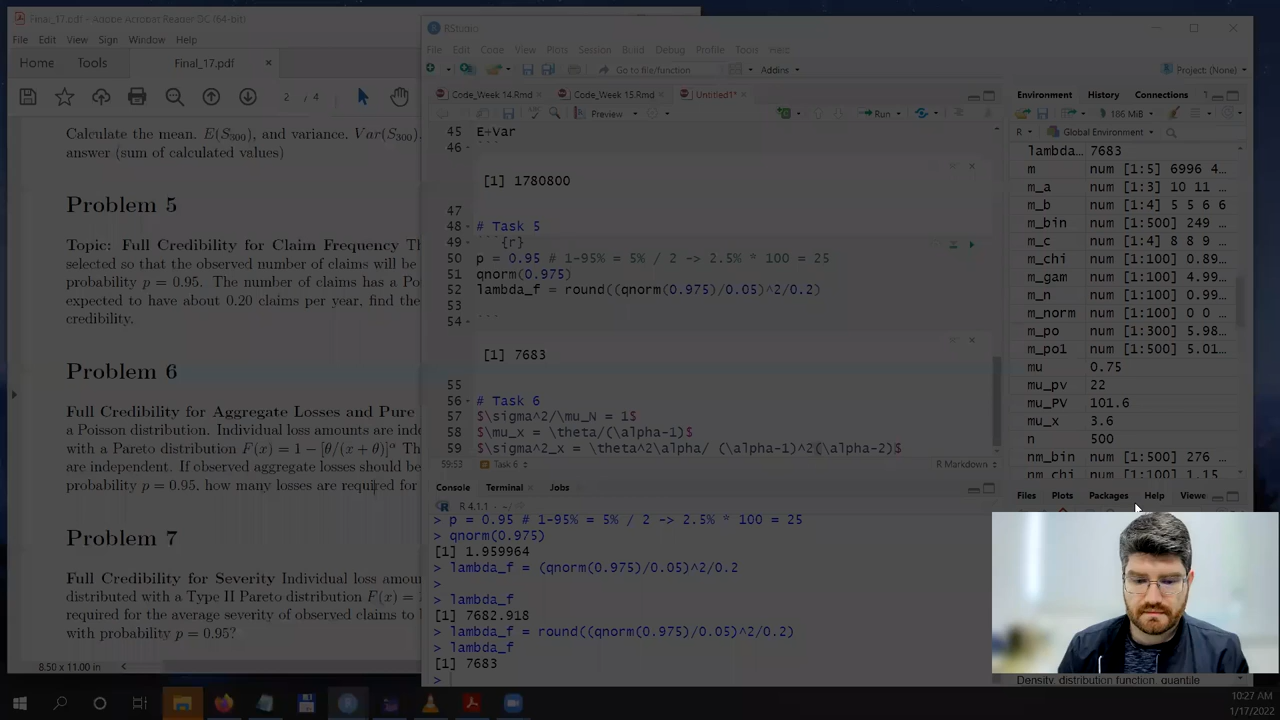 Final_17.pdf - Adobe Acrobat Reader DC (64-bit)
File Edit View Sign Window Help
Home Tools Final_17.pdf ×
2 / 4
Calculate the mean. E(S300), and variance. Var(S300).
answer (sum of calculated values)
Problem 5
Topic: Full Credibility for Claim Frequency
selected so that the observed number of claims will be
probability p = 0.95. The number of claims has a
expected to have about 0.20 claims per year, find the
credibility.
Problem 6
Full Credibility for Aggregate Losses and Pure
a Poisson distribution. Individual loss amounts are
with a Pareto distribution F(x) = 1 − [θ/(x + θ)]^α
are independent. If observed aggregate losses should be
probability p = 0.95, how many losses are required for
Problem 7
Full Credibility for Severity Individual loss
distributed with a Type II Pareto distribution F(x) =
required for the average severity of observed claims to
with probability p = 0.95?
8.50 x 11.00 in
RStudio
File Edit Code View Plots Session Build Debug Profile Tools Help
Go to file/function Addins Project: (None)
Code_Week 14.Rmd × Code_Week 15.Rmd × Untitled1* ×
Preview Run
45 E+Var
46 ```
[1] 1780800
47
48 # Task 5
49 ```{r}
50 p = 0.95 # 1-95% = 5% / 2 -> 2.5% * 100 = 25
51 qnorm(0.975)
52 lambda_f = round((qnorm(0.975)/0.05)^2/0.2)
53
54 ```
[1] 7683
55
56 # Task 6
57 $\sigma^2/\mu_N = 1$
58 $\mu_x = \theta/(\alpha-1)$
59 $\sigma^2_x = \theta^2\alpha/ (\alpha-1)^2(\alpha-2)$
59:53 Task 6 R Markdown
Console Terminal Jobs
R 4.1.1
> p = 0.95 # 1-95% = 5% / 2 -> 2.5% * 100 = 25
> qnorm(0.975)
[1] 1.959964
> lambda_f = (qnorm(0.975)/0.05)^2/0.2
>
> lambda_f
[1] 7682.918
> lambda_f = round((qnorm(0.975)/0.05)^2/0.2)
> lambda_f
[1] 7683
>
Environment History Connections
186 MiB
R Global Environment
lambda… 7683
m num [1:5] 6996 4…
m_a num [1:3] 10 11 …
m_b num [1:4] 5 5 6 6
m_bin num [1:500] 249 …
m_c num [1:4] 8 8 9 …
m_chi num [1:100] 0.89…
m_gam num [1:100] 4.99…
m_n num [1:100] 0.99…
m_norm num [1:100] 0 0 …
m_po num [1:300] 5.98…
m_po1 num [1:500] 5.01…
mu 0.75
mu_pv 22
mu_PV 101.6
mu_x 3.6
n 500
nm_bin num [1:500] 276 …
nm_chi num [1:100] 1.15
Files Plots Packages Help Viewe
Density, distribution function, quantile
10:27 AM
1/17/2022